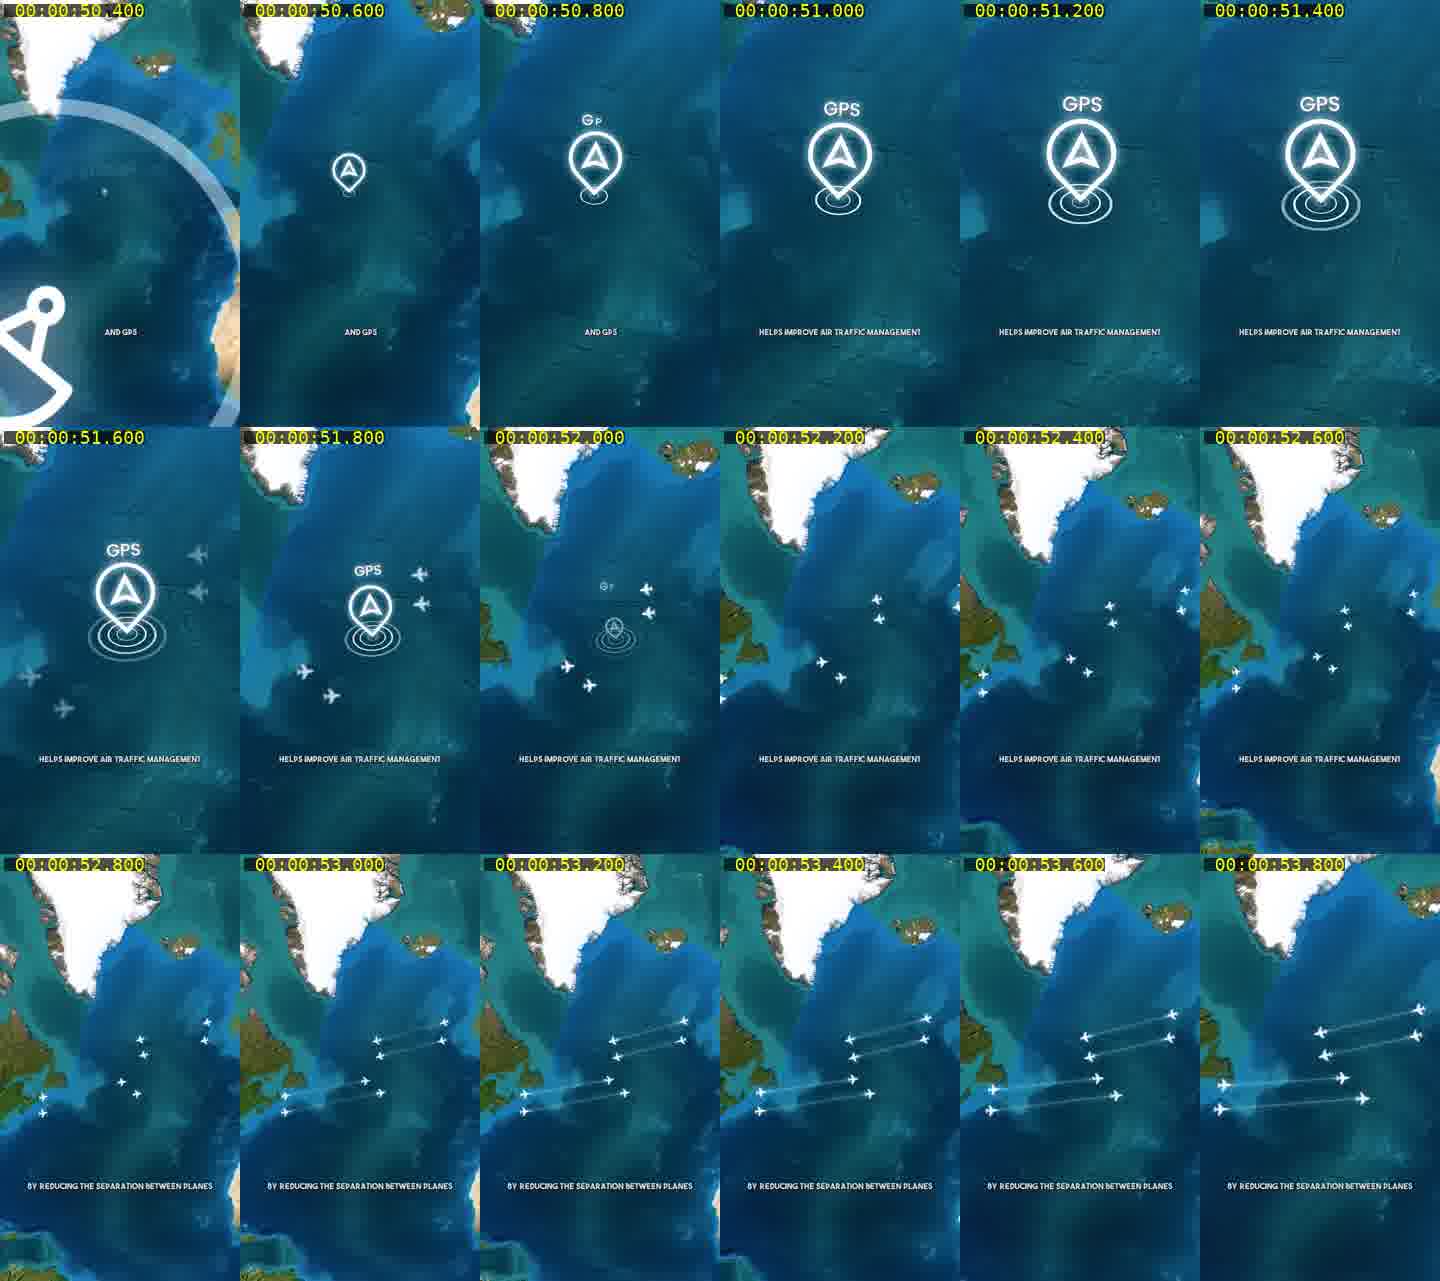 00:00:50.400
00:00:50.600
00:00:50.800
00:00:51.000
00:00:51.200
00:00:51.400
GP
GPS
GPS
GPS
AND GPS
AND GPS
AND GPS
HELPS IMPROVE AIR TRAFFIC MANAGEMENT
HELPS IMPROVE AIR TRAFFIC MANAGEMENT
HELPS IMPROVE AIR TRAFFIC MANAGEMENT
00:00:51.600
00:00:51.800
00:00:52.000
00:00:52.200
00:00:52.400
00:00:52.600
GPS
GPS
GP
HELPS IMPROVE AIR TRAFFIC MANAGEMENT
HELPS IMPROVE AIR TRAFFIC MANAGEMENT
HELPS IMPROVE AIR TRAFFIC MANAGEMENT
HELPS IMPROVE AIR TRAFFIC MANAGEMENT
HELPS IMPROVE AIR TRAFFIC MANAGEMENT
HELPS IMPROVE AIR TRAFFIC MANAGEMENT
00:00:52.800
00:00:53.000
00:00:53.200
00:00:53.400
00:00:53.600
00:00:53.800
BY REDUCING THE SEPARATION BETWEEN PLANES
BY REDUCING THE SEPARATION BETWEEN PLANES
BY REDUCING THE SEPARATION BETWEEN PLANES
BY REDUCING THE SEPARATION BETWEEN PLANES
BY REDUCING THE SEPARATION BETWEEN PLANES
BY REDUCING THE SEPARATION BETWEEN PLANES